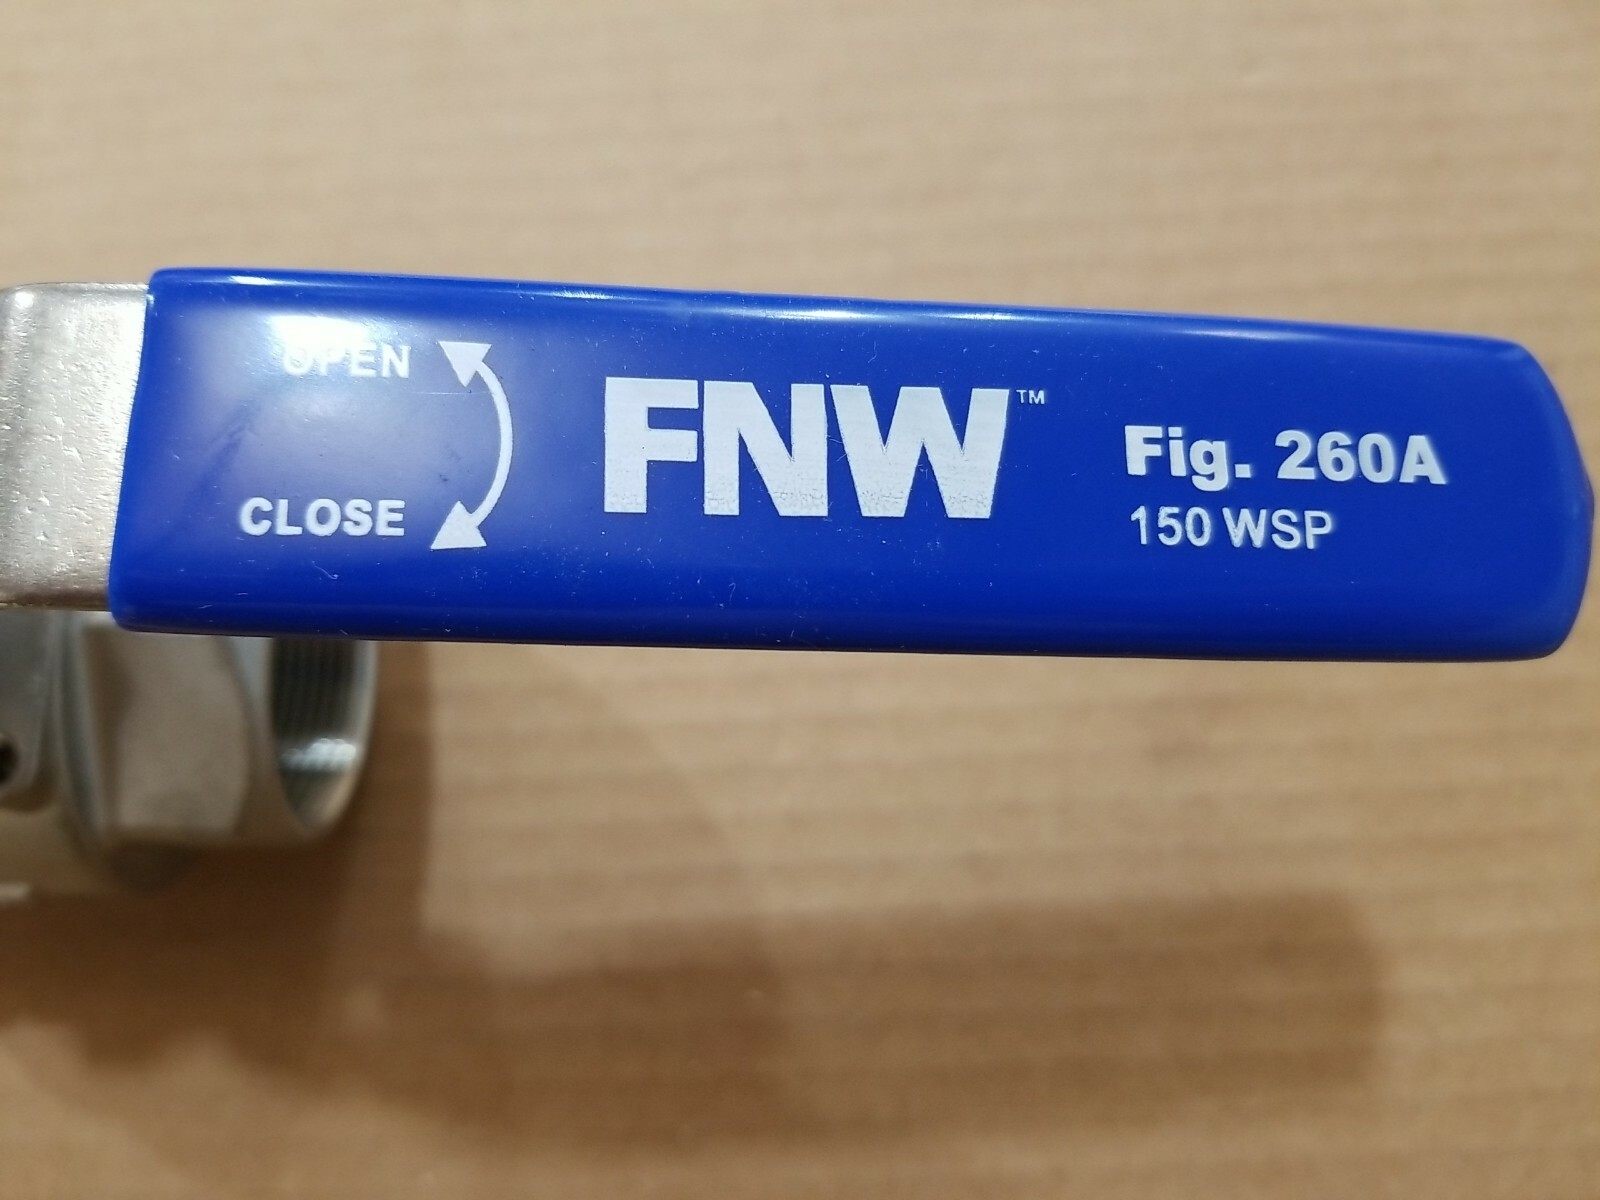 OPEN
CLOSE
FNW™
Fig. 260A
150 WSP